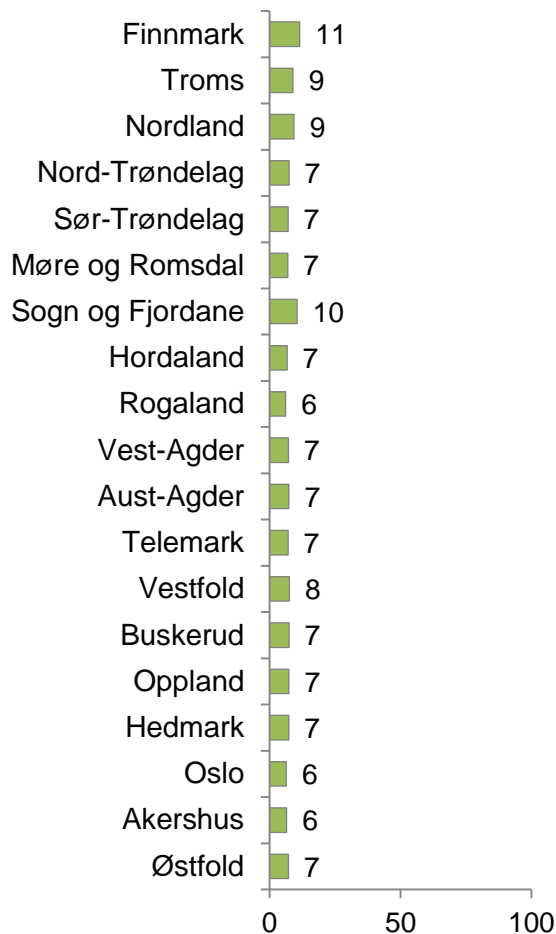 Finnmark 11
Troms 9
Nordland 9
Nord-Trøndelag 7
Sør-Trøndelag 7
Møre og Romsdal 7
Sogn og Fjordane 10
Hordaland 7
Rogaland 6
Vest-Agder 7
Aust-Agder 7
Telemark 7
Vestfold 8
Buskerud 7
Oppland 7
Hedmark 7
Oslo 6
Akershus 6
Østfold 7
0 50 100